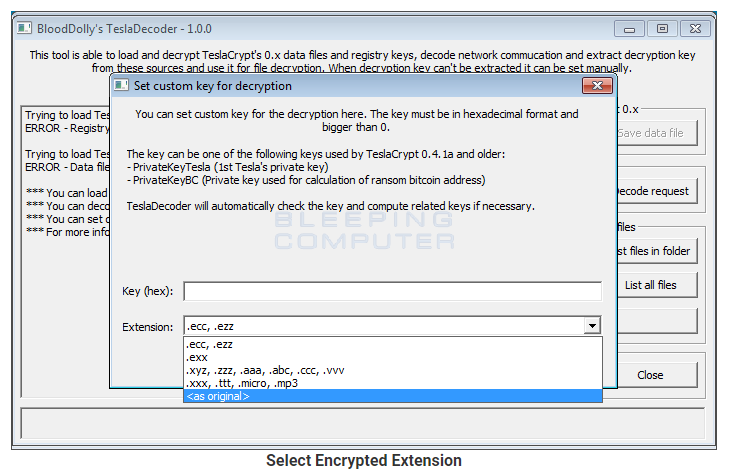 BloodDolly's TeslaDecoder - 1.0.0
This tool is able to load and decrypt TeslaCrypt's 0.x data files and registry keys, decode network commucation and extract decryption key
from these sources and use it for file decryption. When decryption key can't be extracted it can be set manually.
Set custom key for decryption
You can set custom key for the decryption here. The key must be in hexadecimal format and
bigger than 0.
The key can be one of the following keys used by TeslaCrypt 0.4.1a and older:
- PrivateKeyTesla (1st Tesla's private key)
- PrivateKeyBC (Private key used for calculation of ransom bitcoin address)
TeslaDecoder will automatically check the key and compute related keys if necessary.
BLEEPING
COMPUTER
Key (hex):
Extension:
.ecc, .ezz
.ecc, .ezz
.exx
.xyz, .zzz, .aaa, .abc, .ccc, .vvv
.xxx, .ttt, .micro, .mp3
<as original>
Trying to load Tes
ERROR - Registry
Trying to load Tes
ERROR - Data file
*** You can load
*** You can deco
*** You can set c
*** For more info
t 0.x
Save data file
Decode request
files
st files in folder
List all files
Close
Select Encrypted Extension